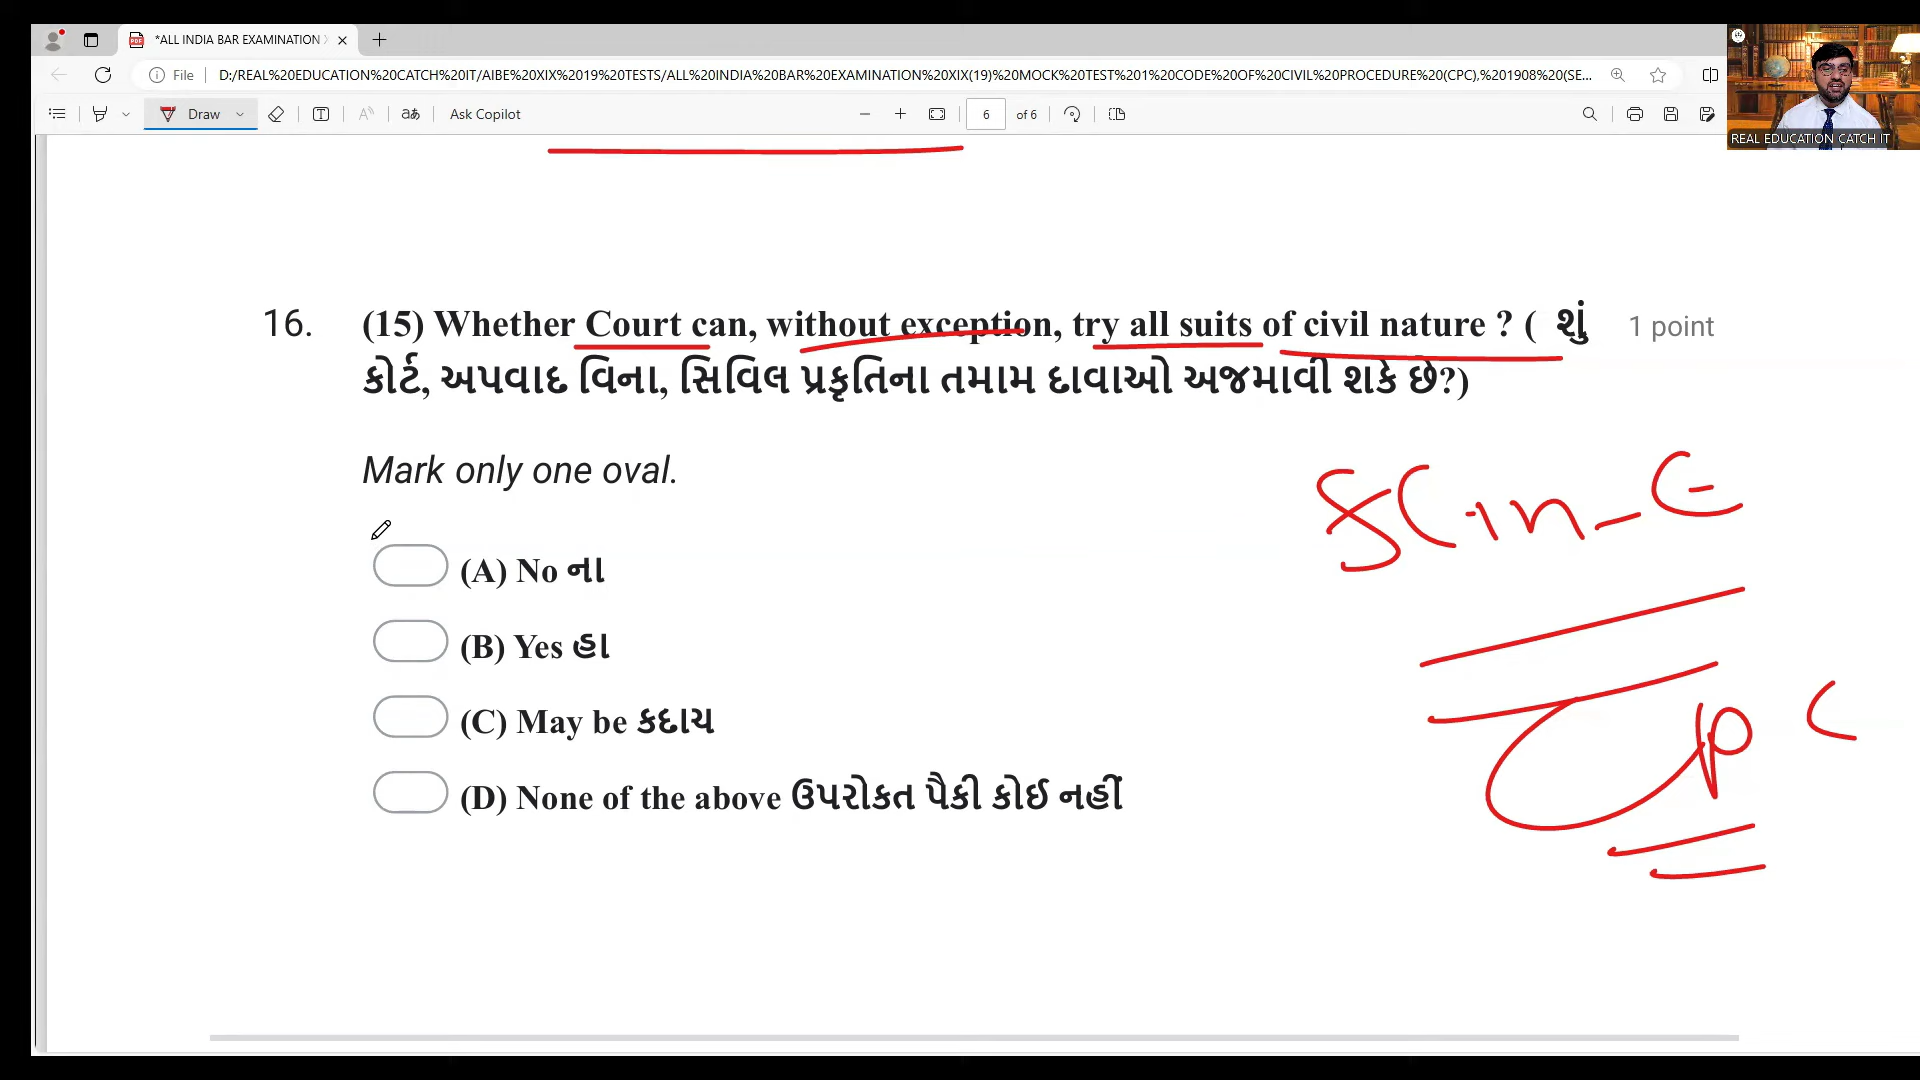 *ALL INDIA BAR EXAMINATION
File D:/REAL%20EDUCATION%20CATCH%20IT/AIBE%20XIX%2019%20TESTS/ALL%20INDIA%20BAR%20EXAMINATION%20XIX(19)%20MOCK%20TEST%201%20CODE%20OF%20CIVIL%20PROCEDURE%20(CPC),%201908%20(SE...
Draw Ask Copilot 6 of 6
REAL EDUCATION CATCH IT
16. (15) Whether Court can, without exception, try all suits of civil nature ? ( શું 1 point
કોર્ટ, અપવાદ વિના, સિવિલ પ્રકૃતિના તમામ દાવાઓ અજમાવી શકે છે?)
Mark only one oval.
(A) No ના
(B) Yes હા
(C) May be કદાચ
(D) None of the above ઉપરોકત પૈકી કોઈ નહીં
CPC